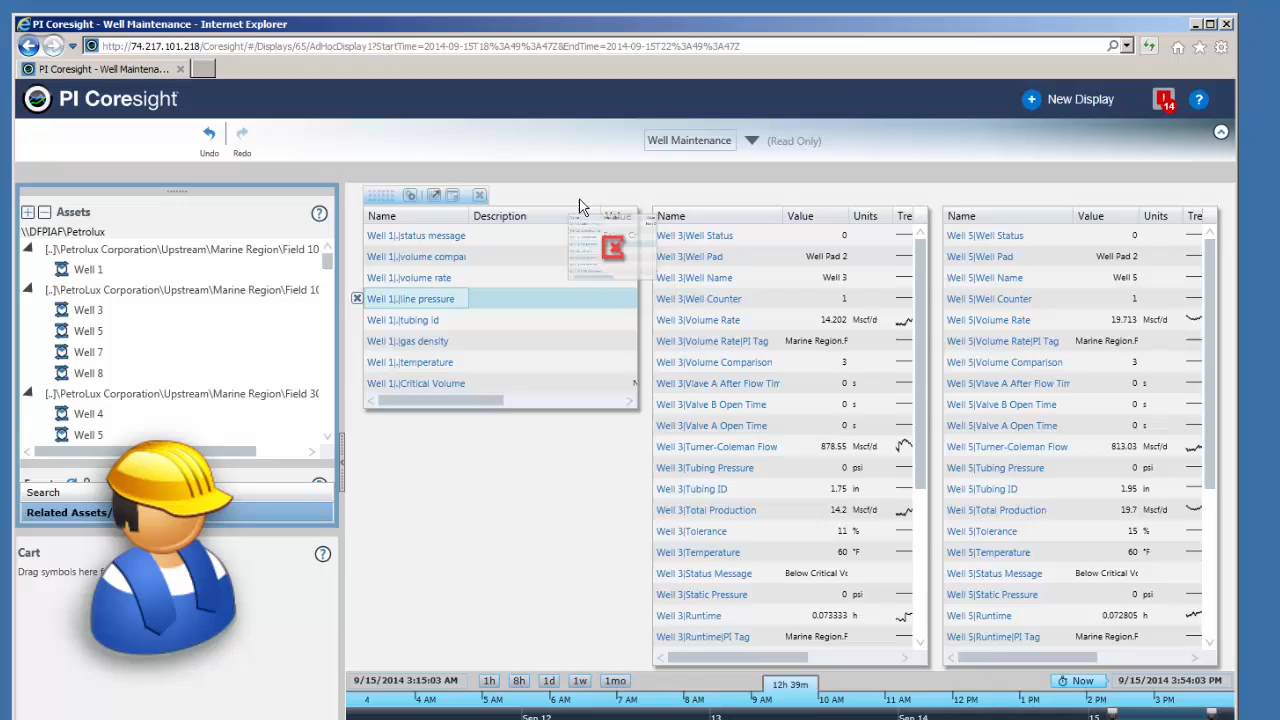 PI Coresight - Well Maintenance - Internet Explorer
http://74.217.101.218/Coresight/#/Displays/65/AdHocDisplay1?StartTime=2014-09-15T18%3A49%3A47Z&EndTime=2014-09-15T22%3A49%3A47Z
PI Coresight - Well Maintena...
PI Coresight
New Display
14
?
Undo
Redo
Well Maintenance
(Read Only)
Assets
?
\\DFPIAF\Petrolux
[..]\Petrolux Corporation\Upstream\Marine Region\Field 10
Well 1
[..]\PetroLux Corporation\Upstream\Marine Region\Field 10
Well 3
Well 5
Well 7
Well 8
[..]\PetroLux Corporation\Upstream\Marine Region\Field 30
Well 4
Well 5
Search
Related Assets/
Cart
?
Drag symbols here f
Name Description Value
Well 1|.|status message
Well 1|.|volume compar
Well 1|.|volume rate
Well 1|.|line pressure
Well 1|.|tubing id
Well 1|.|gas density
Well 1|.|temperature
Well 1|.|Critical Volume N
Name Value Units Tre
Well 3|Well Status 0
Well 3|Well Pad Well Pad 2
Well 3|Well Name Well 3
Well 3|Well Counter 1
Well 3|Volume Rate 14.202 Mscf/d
Well 3|Volume Rate|PI Tag Marine Region.F
Well 3|Volume Comparison 3
Well 3|Vlave A After Flow Tim 0 s
Well 3|Valve B Open Time 0 s
Well 3|Valve A Open Time 0 s
Well 3|Turner-Coleman Flow 878.55 Mscf/d
Well 3|Tubing Pressure 0 psi
Well 3|Tubing ID 1.75 in
Well 3|Total Production 14.2 Mscf/d
Well 3|Tolerance 11 %
Well 3|Temperature 60 °F
Well 3|Status Message Below Critical Vo
Well 3|Static Pressure 0 psi
Well 3|Runtime 0.073333 h
Well 3|Runtime|PI Tag Marine Region.F
Name Value Units Tre
Well 5|Well Status 0
Well 5|Well Pad Well Pad 2
Well 5|Well Name Well 5
Well 5|Well Counter 1
Well 5|Volume Rate 19.713 Mscf/d
Well 5|Volume Rate|PI Tag Marine Region.F
Well 5|Volume Comparison 3
Well 5|Vlave A After Flow Tim 0 s
Well 5|Valve B Open Time 0 s
Well 5|Valve A Open Time 0 s
Well 5|Turner-Coleman Flow 813.03 Mscf/d
Well 5|Tubing Pressure 0 psi
Well 5|Tubing ID 1.95 in
Well 5|Total Production 19.7 Mscf/d
Well 5|Tolerance 15 %
Well 5|Temperature 60 °F
Well 5|Status Message Below Critical Vo
Well 5|Static Pressure 0 psi
Well 5|Runtime 0.072805 h
Well 5|Runtime|PI Tag Marine Region.F
9/15/2014 3:15:03 AM 1h 8h 1d 1w 1mo 12h 39m Now 9/15/2014 3:54:03 PM
4 4 AM 5 AM 6 AM 7 AM 8 AM 9 AM 10 AM 11 AM 12 PM 1 PM 2 PM 3 PM
Sep 12 13 Sep 14 15